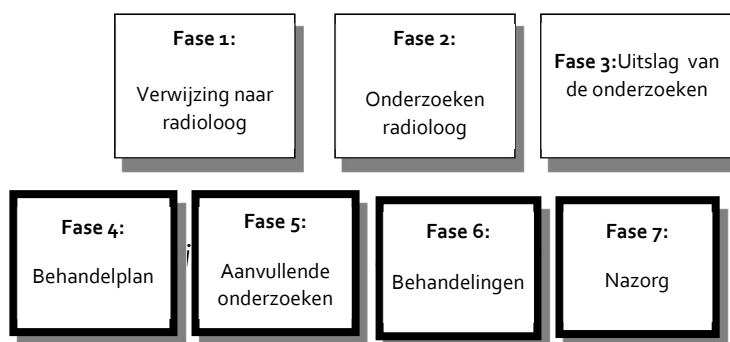 Fase 1:
Verwijzing naar
radioloog
Fase 2:
Onderzoeken
radioloog
Fase 3:Uitslag van
de onderzoeken
Fase 4:
Behandelplan
Fase 5:
Aanvullende
onderzoeken
Fase 6:
Behandelingen
Fase 7:
Nazorg